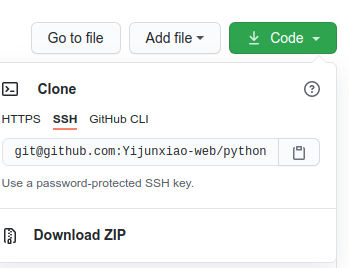 Go to file Add file Code
Clone
HTTPS SSH GitHub CLI
git@github.com:Yijunxiao-web/python
Use a password-protected SSH key.
Download ZIP